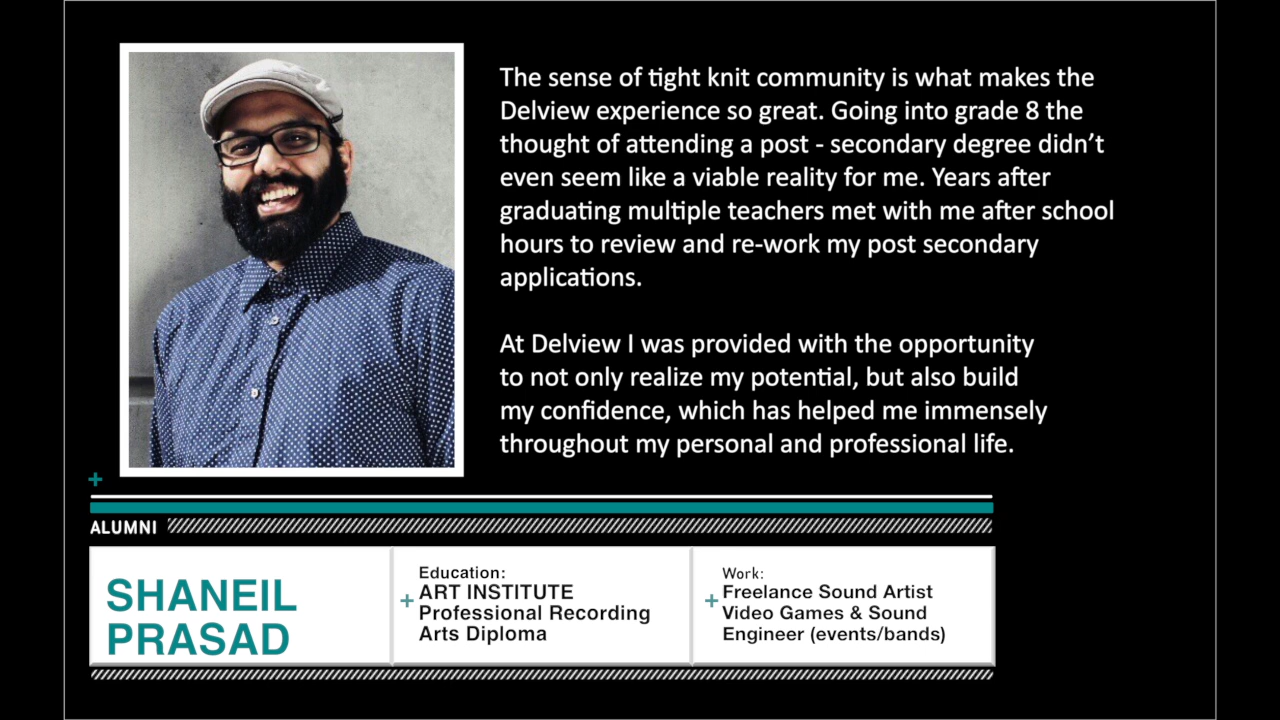 The sense of tight knit community is what makes the
Delview experience so great. Going into grade 8 the
thought of attending a post - secondary degree didn’t
even seem like a viable reality for me. Years after
graduating multiple teachers met with me after school
hours to review and re-work my post secondary
applications.
At Delview I was provided with the opportunity
to not only realize my potential, but also build
my confidence, which has helped me immensely
throughout my personal and professional life.
ALUMNI
SHANEIL
PRASAD
Education:
ART INSTITUTE
Professional Recording
Arts Diploma
Work:
Freelance Sound Artist
Video Games & Sound
Engineer (events/bands)